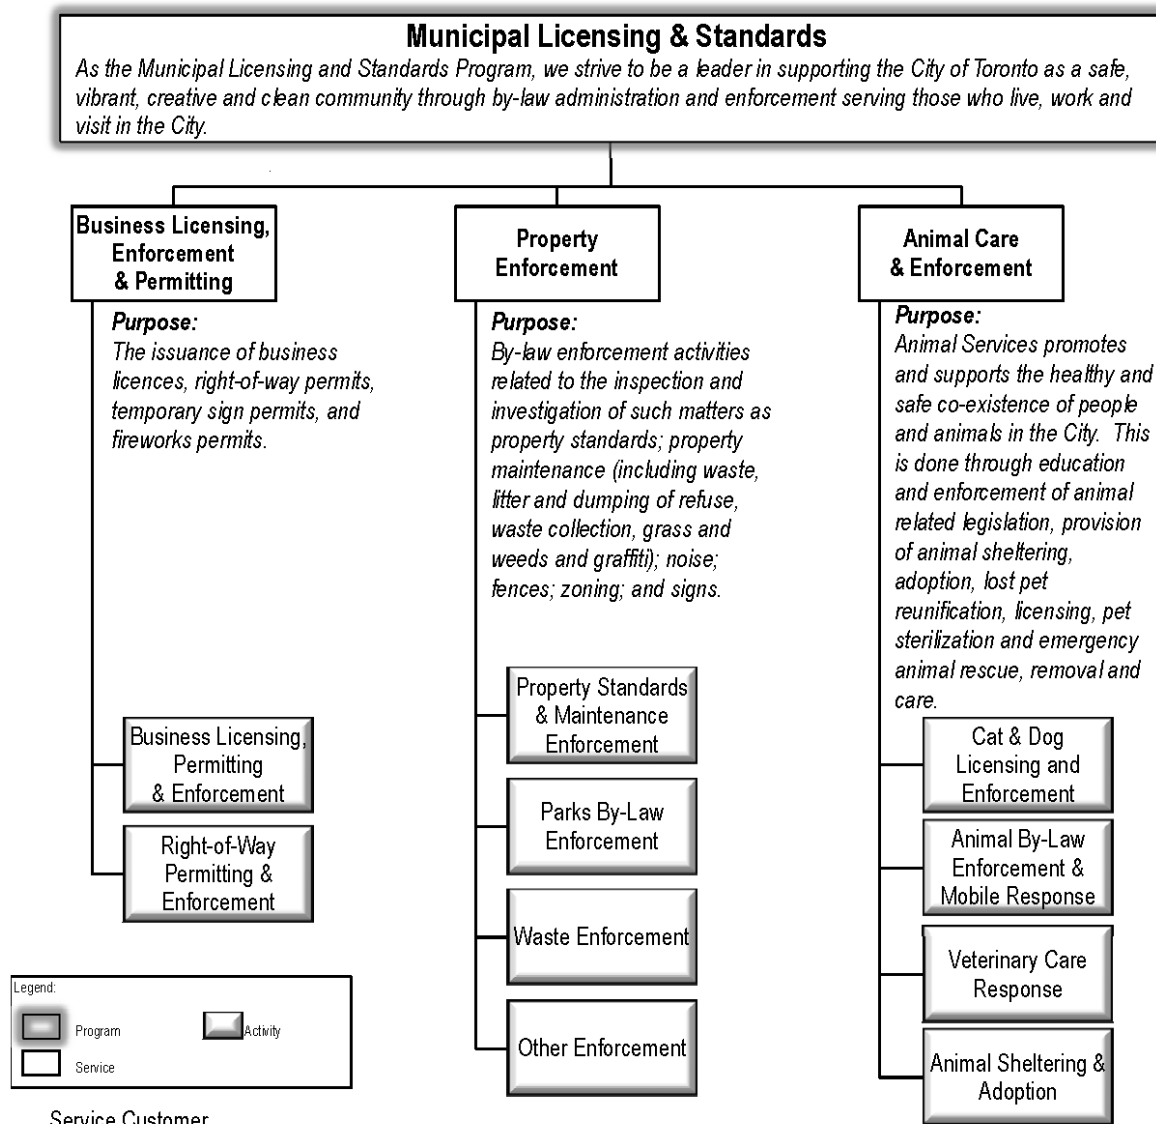 Municipal Licensing & Standards
As the Municipal Licensing and Standards Program, we strive to be a leader in supporting the City of Toronto as a safe,
vibrant, creative and clean community through by-law administration and enforcement serving those who live, work and
visit in the City.
Business Licensing,
Enforcement
& Permitting
Purpose:
The issuance of business
licences, right-of-way permits,
temporary sign permits, and
fireworks permits.
Business Licensing,
Permitting
& Enforcement
Right-of-Way
Permitting &
Enforcement
Property
Enforcement
Purpose:
By-law enforcement activities
related to the inspection and
investigation of such matters as
property standards; property
maintenance (including waste,
litter and dumping of refuse,
waste collection, grass and
weeds and graffiti); noise;
fences; zoning; and signs.
Property Standards
& Maintenance
Enforcement
Parks By-Law
Enforcement
Waste Enforcement
Other Enforcement
Animal Care
& Enforcement
Purpose:
Animal Services promotes
and supports the healthy and
safe co-existence of people
and animals in the City. This
is done through education
and enforcement of animal
related legislation, provision
of animal sheltering,
adoption, lost pet
reunification, licensing, pet
sterilization and emergency
animal rescue, removal and
care.
Cat & Dog
Licensing and
Enforcement
Animal By-Law
Enforcement &
Mobile Response
Veterinary Care
Response
Animal Sheltering &
Adoption
Legend:
Program
Activity
Service
Service Customer